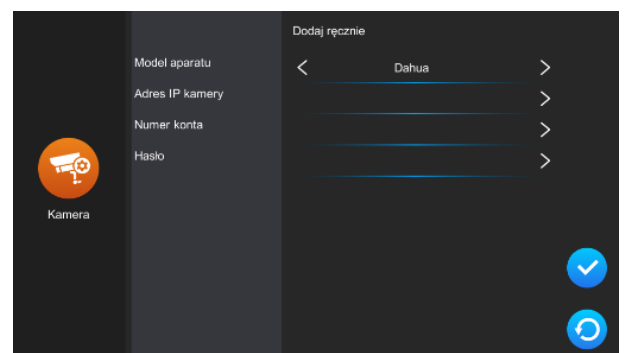 Dodaj ręcznie
Model aparatu
Dahua
Adres IP kamery
Numer konta
Hasło
Kamera